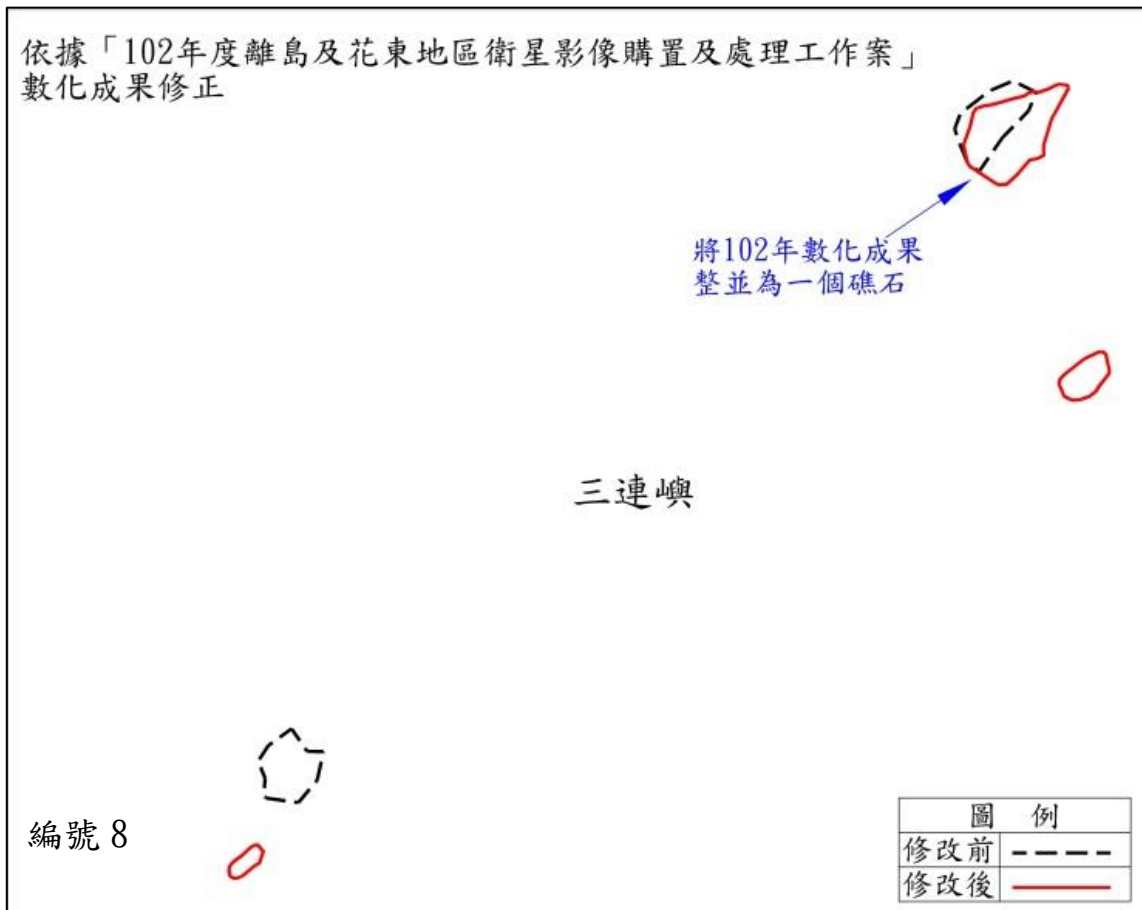 依據「102年度離島及花東地區衛星影像購置及處理工作案」
數化成果修正
將102年數化成果
整並為一個礁石
三連嶼
編號 8
圖 例
修改前
修改後